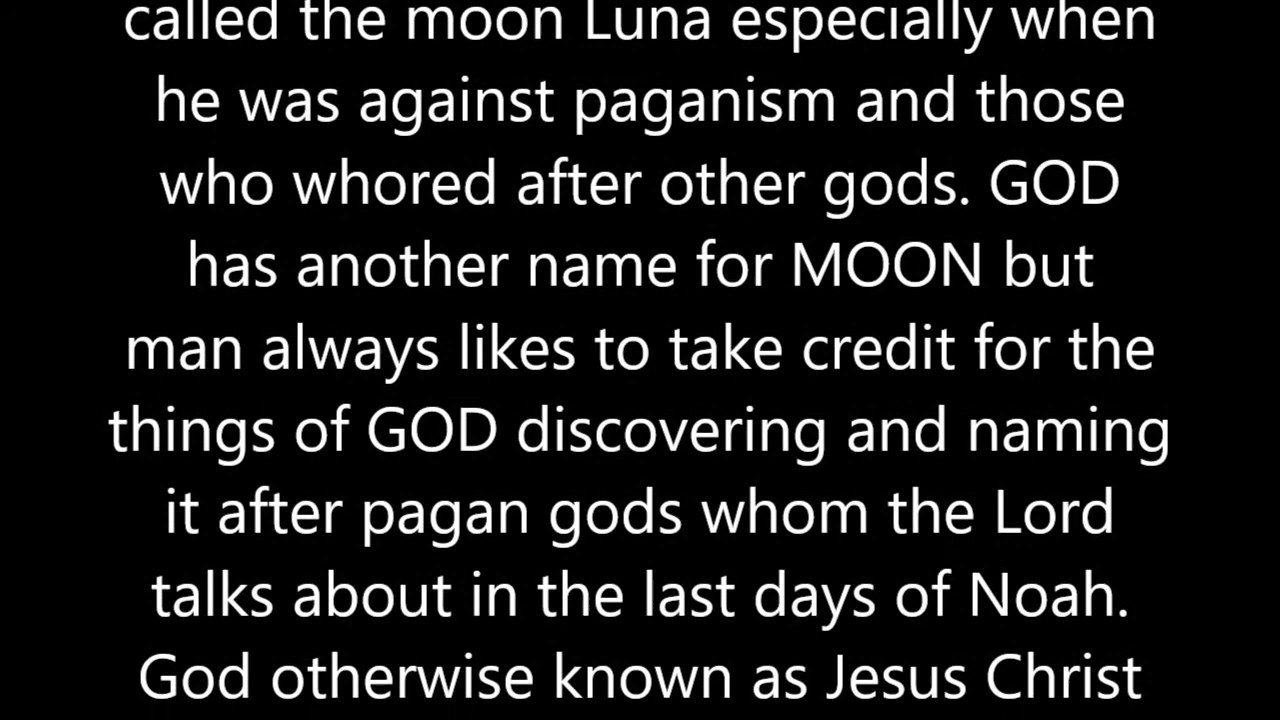 called the moon Luna especially when
he was against paganism and those
who whored after other gods. GOD
has another name for MOON but
man always likes to take credit for the
things of GOD discovering and naming
it after pagan gods whom the Lord
talks about in the last days of Noah.
God otherwise known as Jesus Christ